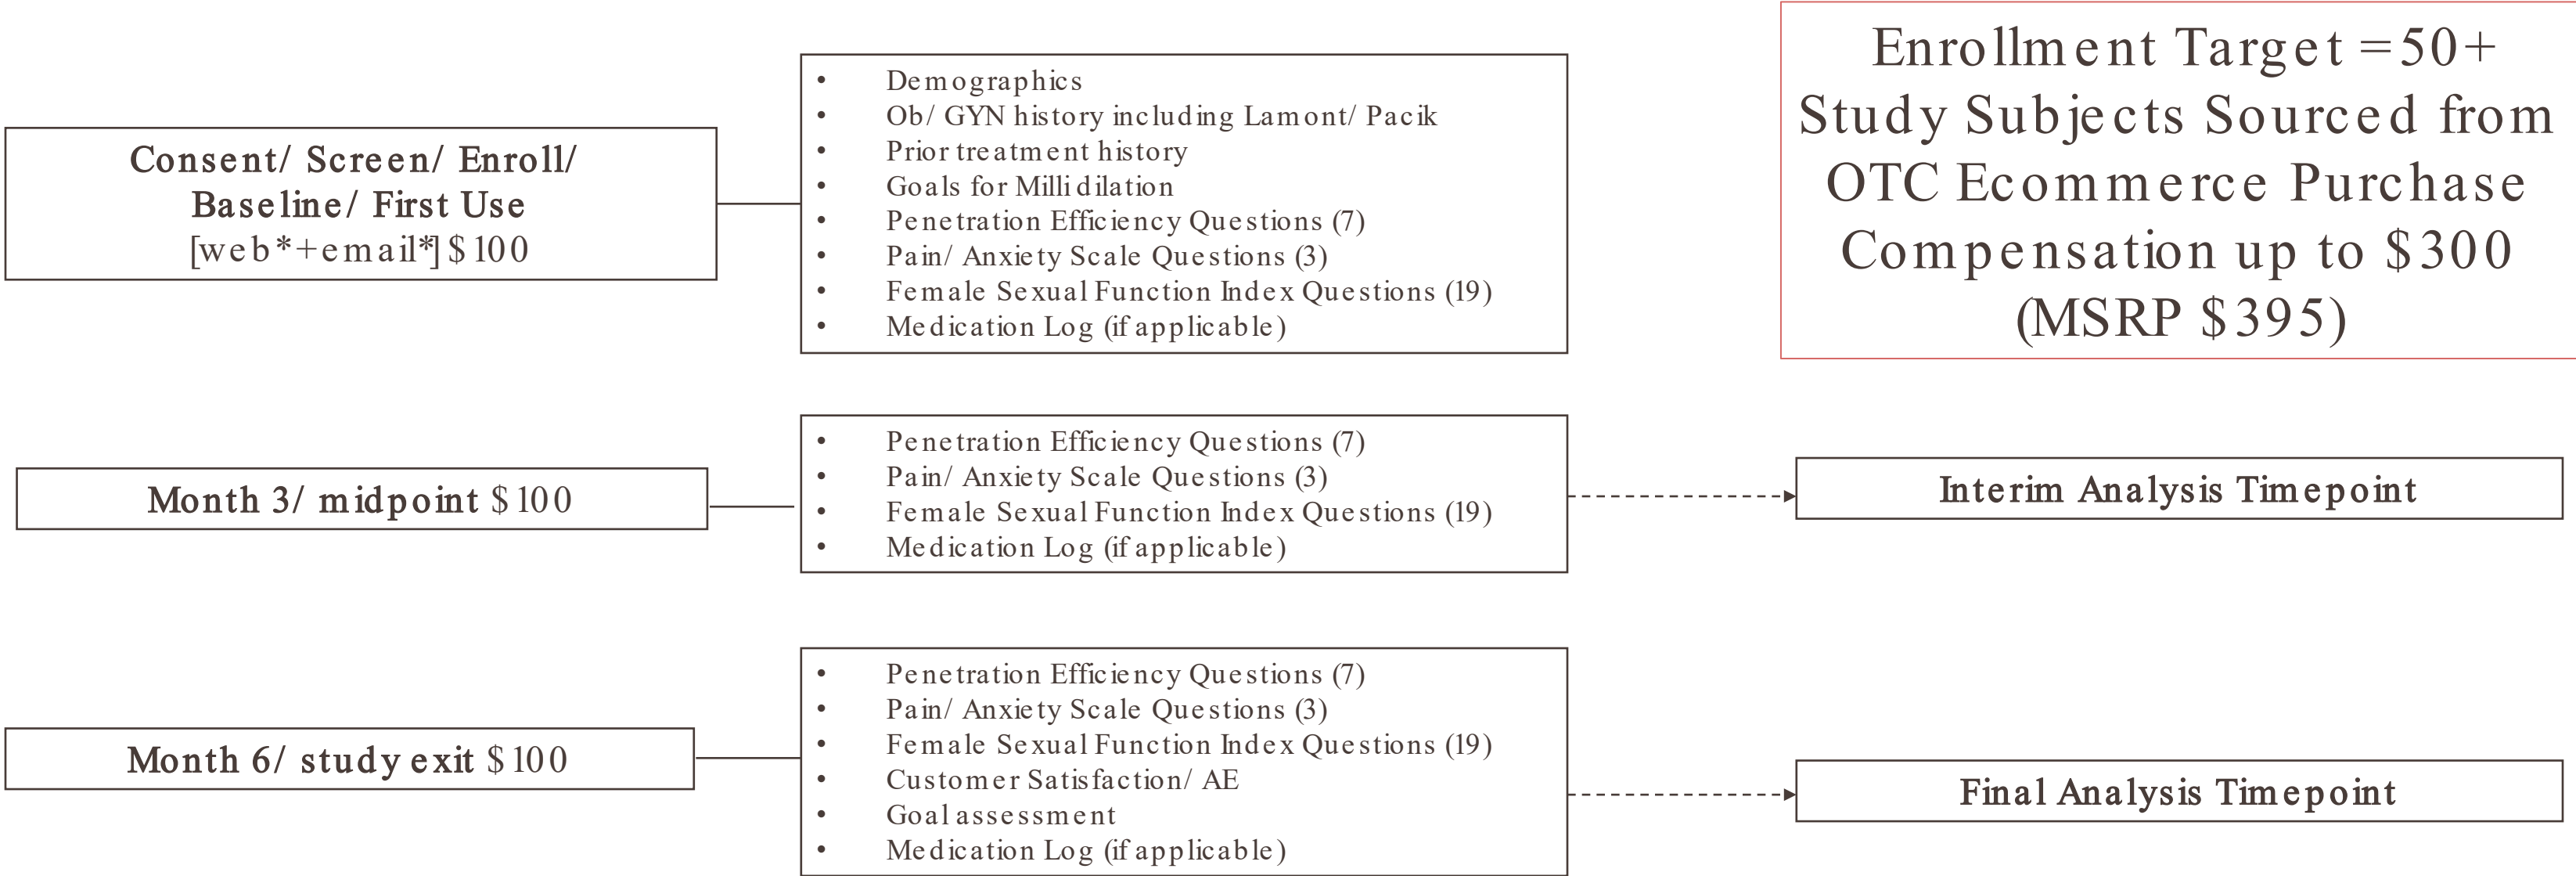 Consent/ Screen/ Enroll/
Baseline/ First Use
[web*+email*] $100
• Demographics
• Ob/ GYN history including Lamont/ Pacik
• Prior treatment history
• Goals for Milli dilation
• Penetration Efficiency Questions (7)
• Pain/ Anxiety Scale Questions (3)
• Female Sexual Function Index Questions (19)
• Medication Log (if applicable)
Enrollment Target =50+
Study Subjects Sourced from
OTC Ecommerce Purchase
Compensation up to $300
(MSRP $395)
Month 3/ midpoint $100
• Penetration Efficiency Questions (7)
• Pain/ Anxiety Scale Questions (3)
• Female Sexual Function Index Questions (19)
• Medication Log (if applicable)
Interim Analysis Timepoint
Month 6/ study exit $100
• Penetration Efficiency Questions (7)
• Pain/ Anxiety Scale Questions (3)
• Female Sexual Function Index Questions (19)
• Customer Satisfaction/ AE
• Goal assessment
• Medication Log (if applicable)
Final Analysis Timepoint